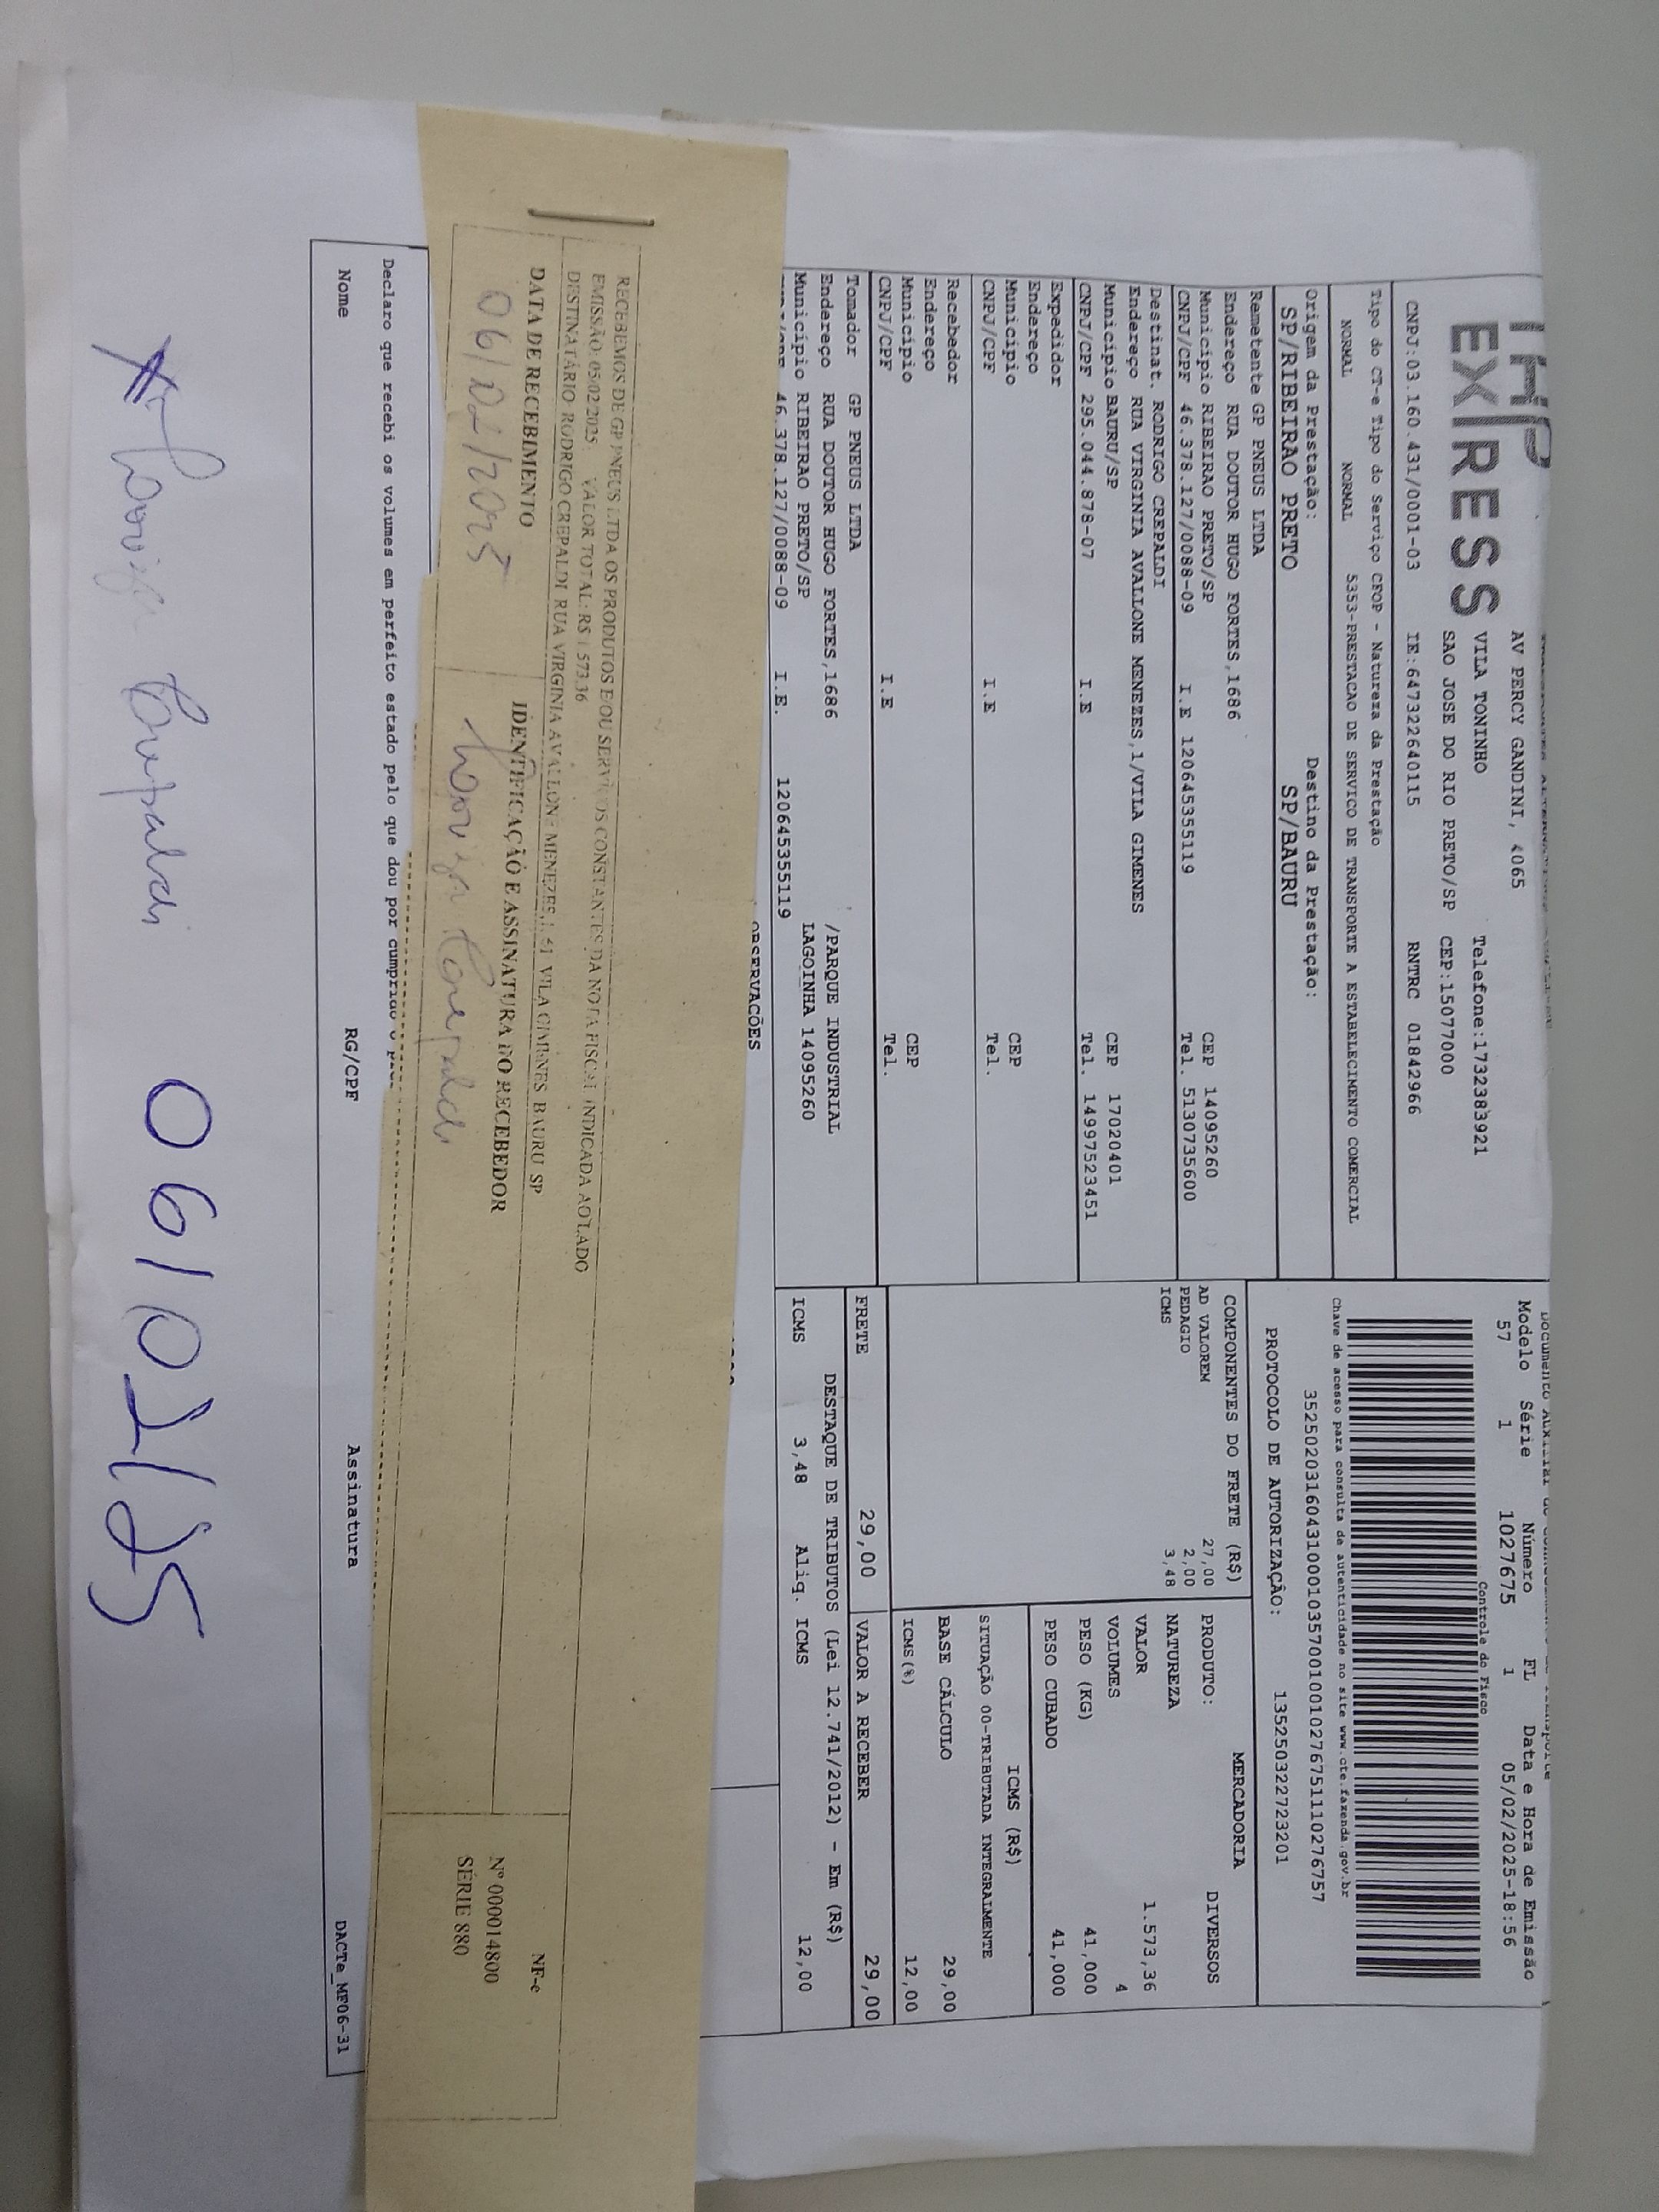 EXPRESS
AV PERCY GANDINI, 4065
VILA TONINHO Telefone:1732383921
SAO JOSE DO RIO PRETO/SP CEP:15077000
CNPJ:03.160.431/0001-03 IE:647322640115 RNTRC 01842966
Tipo do CT-e Tipo do Serviço CFOP - Natureza da Prestação
NORMAL NORMAL 5353-PRESTACAO DE SERVICO DE TRANSPORTE A ESTABELECIMENTO COMERCIAL
Origem da Prestação: Destino da Prestação:
SP/RIBEIRAO PRETO SP/BAURU
Remetente GP PNEUS LTDA
Endereço RUA DOUTOR HUGO FORTES,1686
Município RIBEIRAO PRETO/SP CEP 14095260
CNPJ/CPF 46.378.127/0088-09 I.E 120645355119 Tel. 5130735600
Destinat. RODRIGO CREPALDI
Endereço RUA VIRGINIA AVALLONE MENEZES,1/VILA GIMENES
Município BAURU/SP CEP 17020401
CNPJ/CPF 295.044.878-07 I.E Tel. 14997523451
Expedidor
Endereço
Município CEP
CNPJ/CPF I.E Tel.
Recebedor
Endereço
Município CEP
CNPJ/CPF I.E Tel.
Tomador GP PNEUS LTDA
Endereço RUA DOUTOR HUGO FORTES,1686 /PARQUE INDUSTRIAL
Município RIBEIRAO PRETO/SP LAGOINHA 14095260
46.378.127/0088-09 I.E. 120645355119
OBSERVAÇÕES
Modelo Série Número FL Data e Hora de Emissão
57 1 1027675 1 05/02/2025-18:56
Controle do Fisco
Chave de acesso para consulta de autenticidade no site www.cte.fazenda.gov.br
35250203160431000103570010010276751110276757
PROTOCOLO DE AUTORIZAÇÃO: 135250322723201
COMPONENTES DO FRETE (R$)
AD VALOREM 27,00
PEDAGIO 2,00
ICMS 3,48
MERCADORIA
PRODUTO: DIVERSOS
NATUREZA
VALOR 1.573,36
VOLUMES 4
PESO (KG) 41,000
PESO CUBADO 41,000
ICMS (R$)
SITUAÇÃO 00-TRIBUTADA INTEGRALMENTE
BASE CÁLCULO 29,00
ICMS(%) 12,00
FRETE 29,00 VALOR A RECEBER 29,00
DESTAQUE DE TRIBUTOS (Lei 12.741/2012) - Em (R$)
ICMS 3,48 Aliq. ICMS 12,00
RECEBEMOS DE GP PNEUS LTDA OS PRODUTOS E/OU SERVIÇOS CONSTANTES DA NOTA FISCAL INDICADA AO LADO
EMISSÃO: 05/02/2025 VALOR TOTAL: R$ 1.573,36
DESTINATÁRIO: RODRIGO CREPALDI RUA VIRGINIA AVALLONE MENEZES,1 51 VILA GIMENES BAURU SP
DATA DE RECEBIMENTO IDENTIFICAÇÃO E ASSINATURA DO RECEBEDOR
06/02/2025 Crepaldi
NF-e
Nº 000014800
SÉRIE 880
Declaro que recebi os volumes em perfeito estado pelo que dou por cumprido o
Nome RG/CPF Assinatura DACTe_MF06-31
Crepaldi 06/02/25